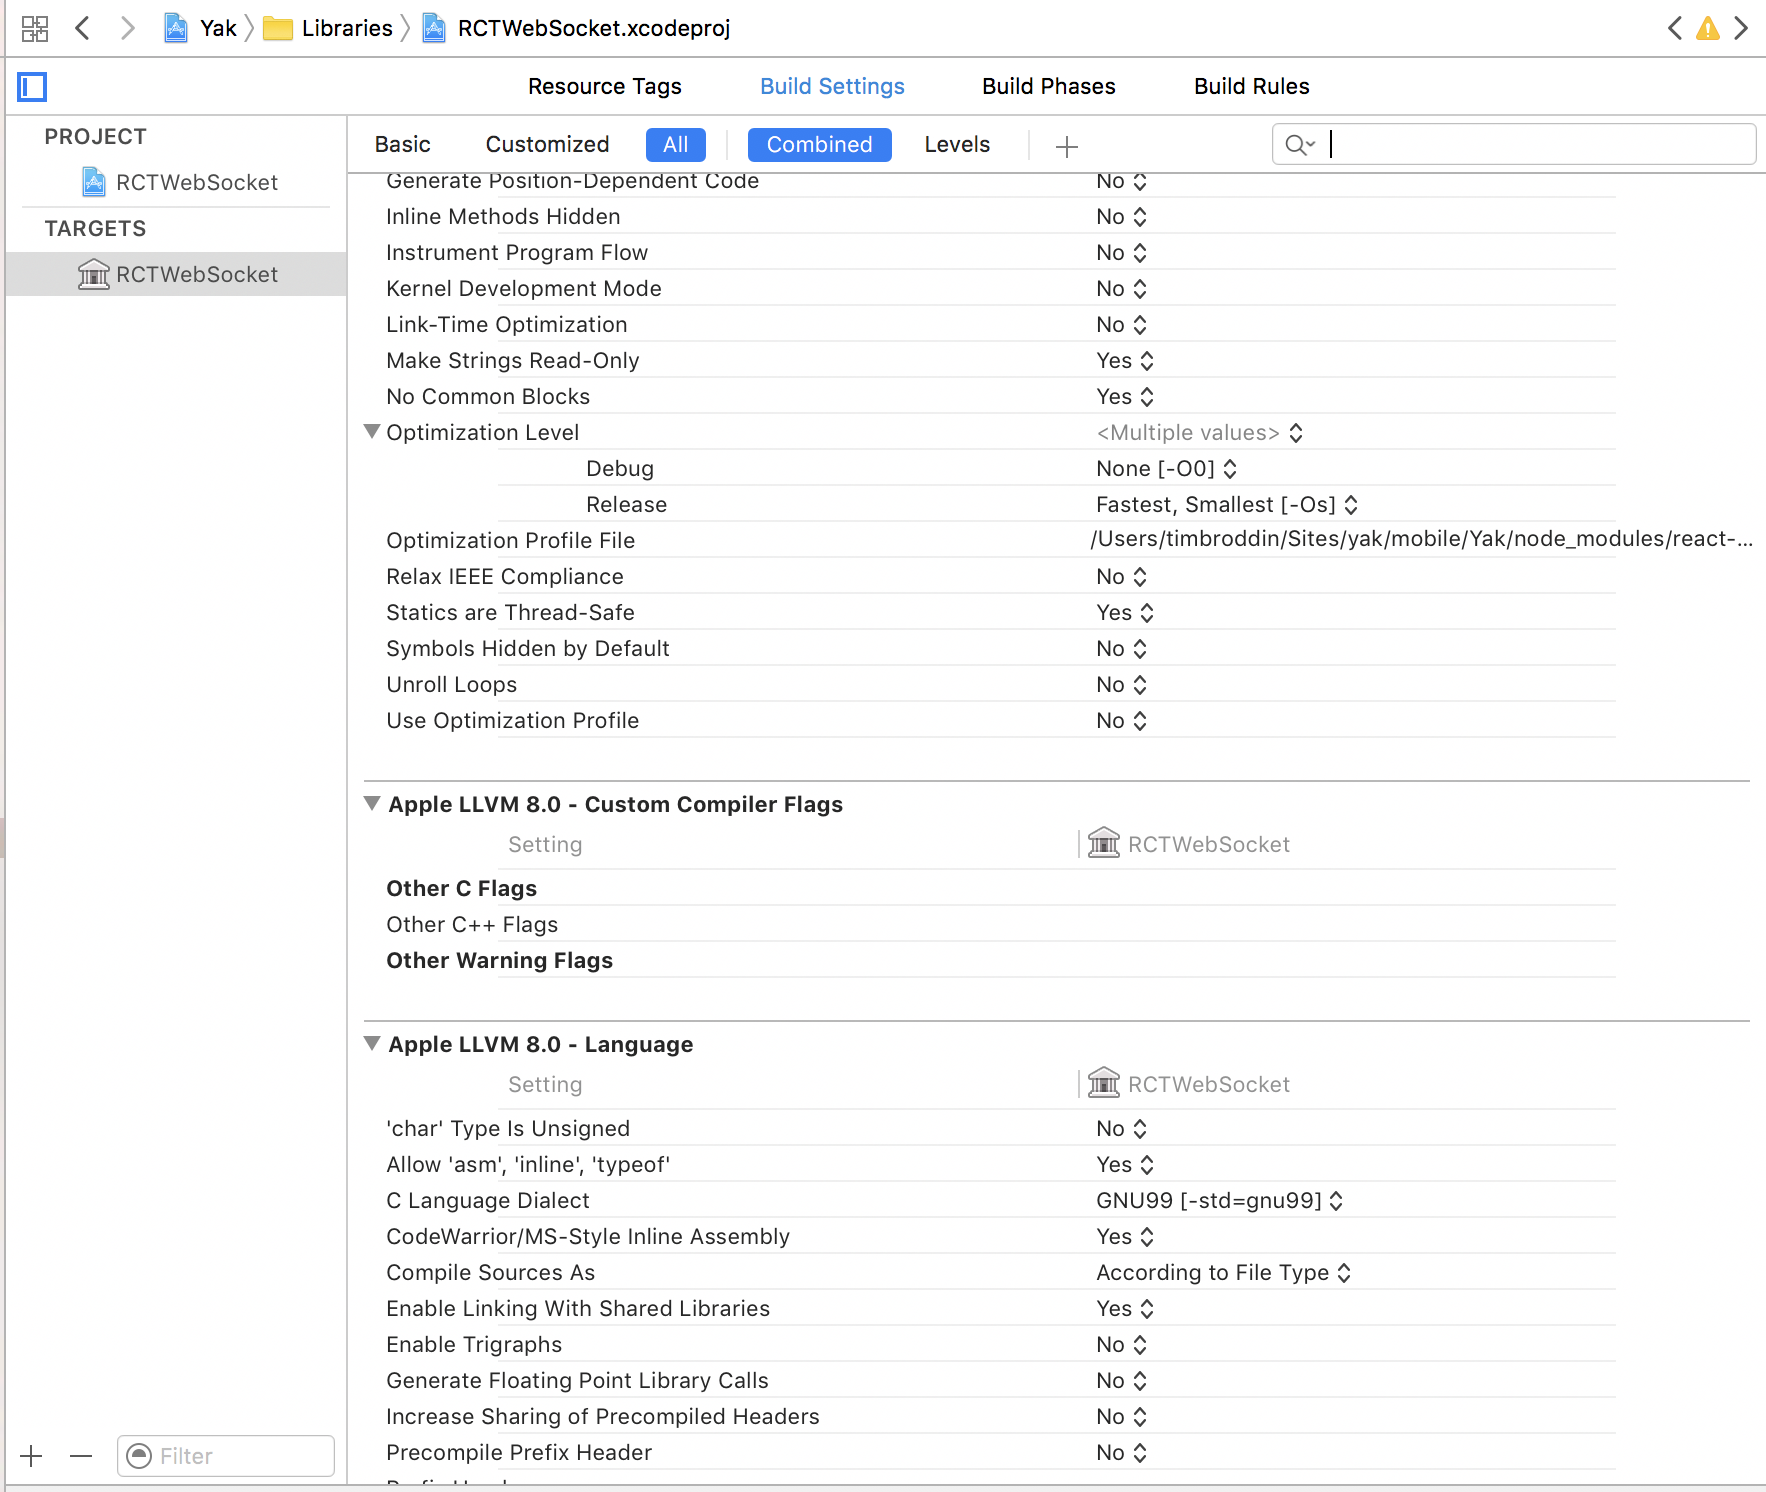 Yak Libraries RCTWebSocket.xcodeproj
Resource Tags Build Settings Build Phases Build Rules
PROJECT
RCTWebSocket
TARGETS
RCTWebSocket
Basic Customized All Combined Levels
Generate Position-Dependent Code No
Inline Methods Hidden No
Instrument Program Flow No
Kernel Development Mode No
Link-Time Optimization No
Make Strings Read-Only Yes
No Common Blocks Yes
Optimization Level <Multiple values>
Debug None [-O0]
Release Fastest, Smallest [-Os]
Optimization Profile File /Users/timbroddin/Sites/yak/mobile/Yak/node_modules/react-...
Relax IEEE Compliance No
Statics are Thread-Safe Yes
Symbols Hidden by Default No
Unroll Loops No
Use Optimization Profile No
Apple LLVM 8.0 - Custom Compiler Flags
Setting RCTWebSocket
Other C Flags
Other C++ Flags
Other Warning Flags
Apple LLVM 8.0 - Language
Setting RCTWebSocket
'char' Type Is Unsigned No
Allow 'asm', 'inline', 'typeof' Yes
C Language Dialect GNU99 [-std=gnu99]
CodeWarrior/MS-Style Inline Assembly Yes
Compile Sources As According to File Type
Enable Linking With Shared Libraries Yes
Enable Trigraphs No
Generate Floating Point Library Calls No
Increase Sharing of Precompiled Headers No
Precompile Prefix Header No
Filter